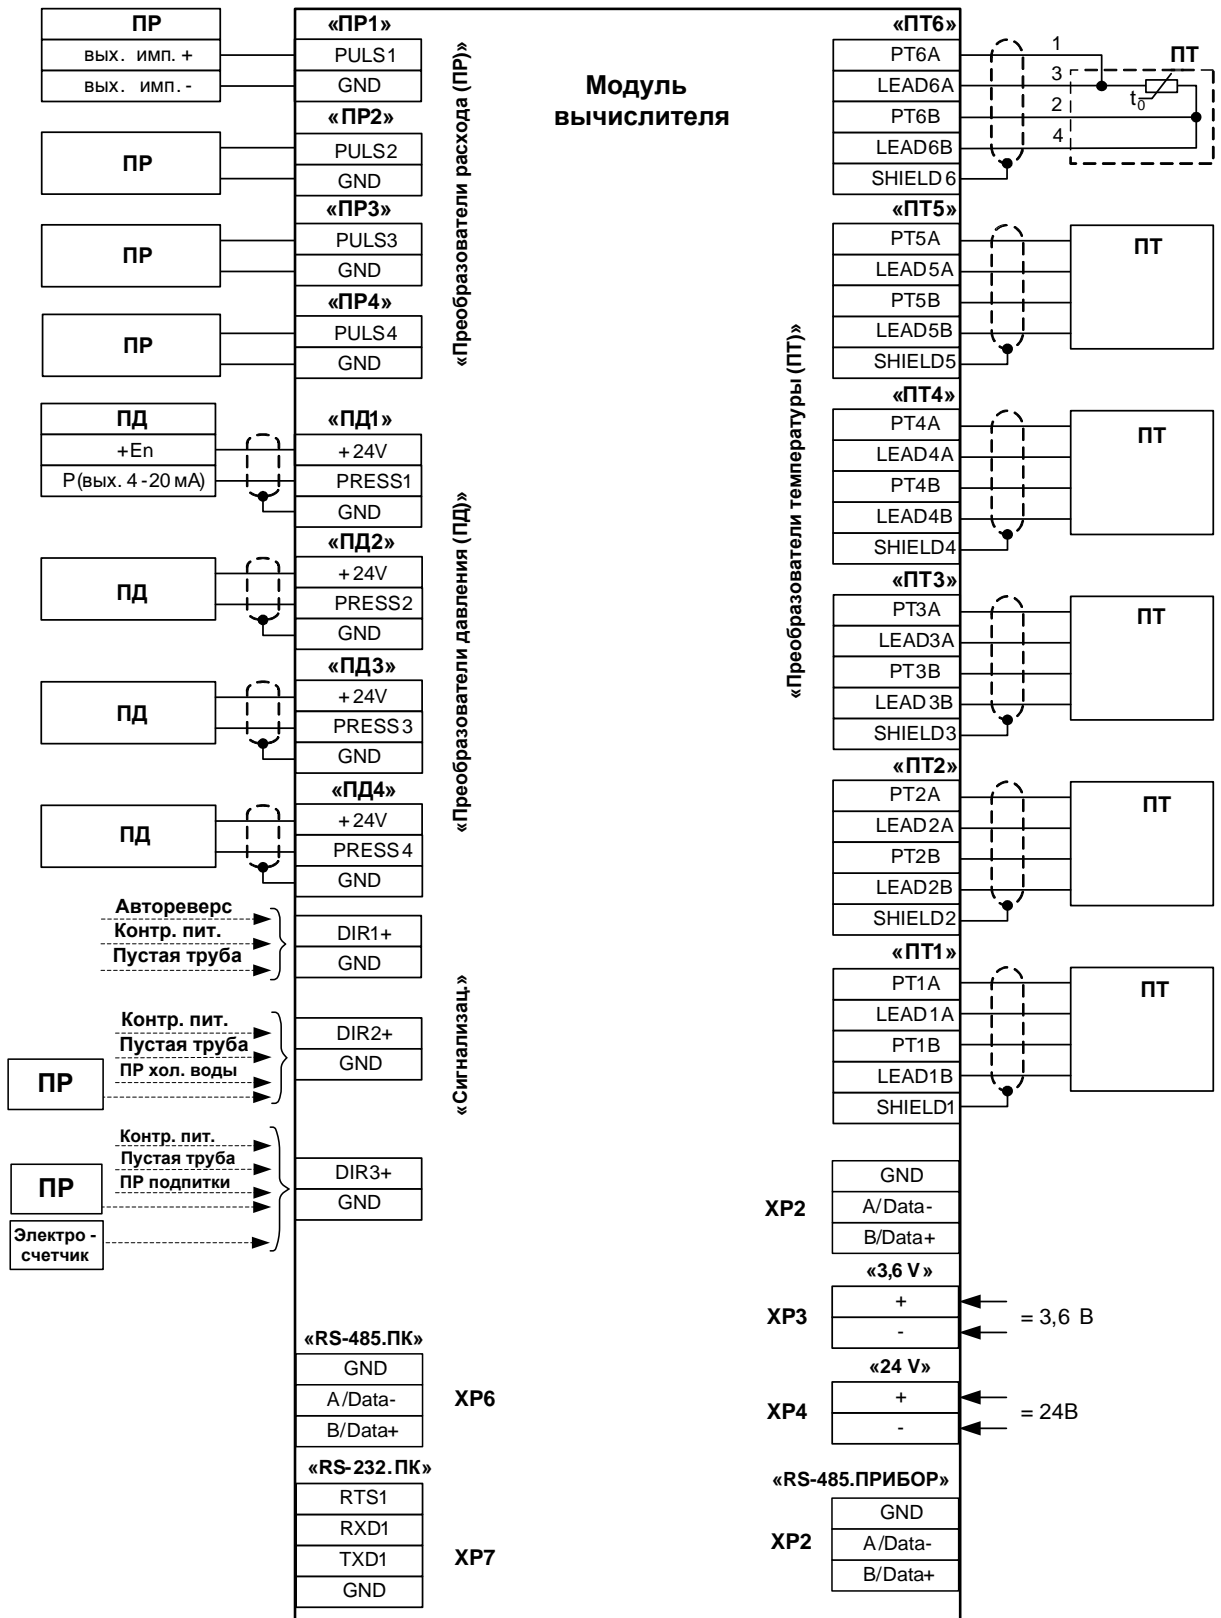 Модуль
вычислителя
ПР
вых. имп. +
вых. имп. -
«ПР1»
PULS1
GND
«ПР2»
ПР
PULS2
GND
«ПР3»
ПР
PULS3
GND
«ПР4»
ПР
PULS4
GND
«Преобразователи расхода (ПР)»
ПД
+En
P(вых. 4-20 мА)
«ПД1»
+24V
PRESS1
GND
«ПД2»
ПД
+24V
PRESS2
GND
«ПД3»
ПД
+24V
PRESS3
GND
«ПД4»
ПД
+24V
PRESS4
GND
«Преобразователи давления (ПД)»
Автореверс
Контр. пит.
Пустая труба
DIR1+
GND
Контр. пит.
Пустая труба
ПР хол. воды
ПР
DIR2+
GND
Контр. пит.
Пустая труба
ПР подпитки
ПР
Электро -
счетчик
DIR3+
GND
«Сигнализац.»
«RS-485.ПК»
GND
A/Data-
B/Data+
XP6
«RS-232.ПК»
RTS1
RXD1
TXD1
GND
XP7
«ПТ6»
PT6A
LEAD6A
PT6B
LEAD6B
SHIELD6
1
3
2
4
ПТ
t0
«ПТ5»
PT5A
LEAD5A
PT5B
LEAD5B
SHIELD5
ПТ
«ПТ4»
PT4A
LEAD4A
PT4B
LEAD4B
SHIELD4
ПТ
«ПТ3»
PT3A
LEAD3A
PT3B
LEAD3B
SHIELD3
ПТ
«ПТ2»
PT2A
LEAD2A
PT2B
LEAD2B
SHIELD2
ПТ
«ПТ1»
PT1A
LEAD1A
PT1B
LEAD1B
SHIELD1
ПТ
«Преобразователи температуры (ПТ)»
XP2
GND
A/Data-
B/Data+
«3,6 V»
XP3
+
-
= 3,6 В
«24 V»
XP4
+
-
= 24В
«RS-485.ПРИБОР»
XP2
GND
A/Data-
B/Data+